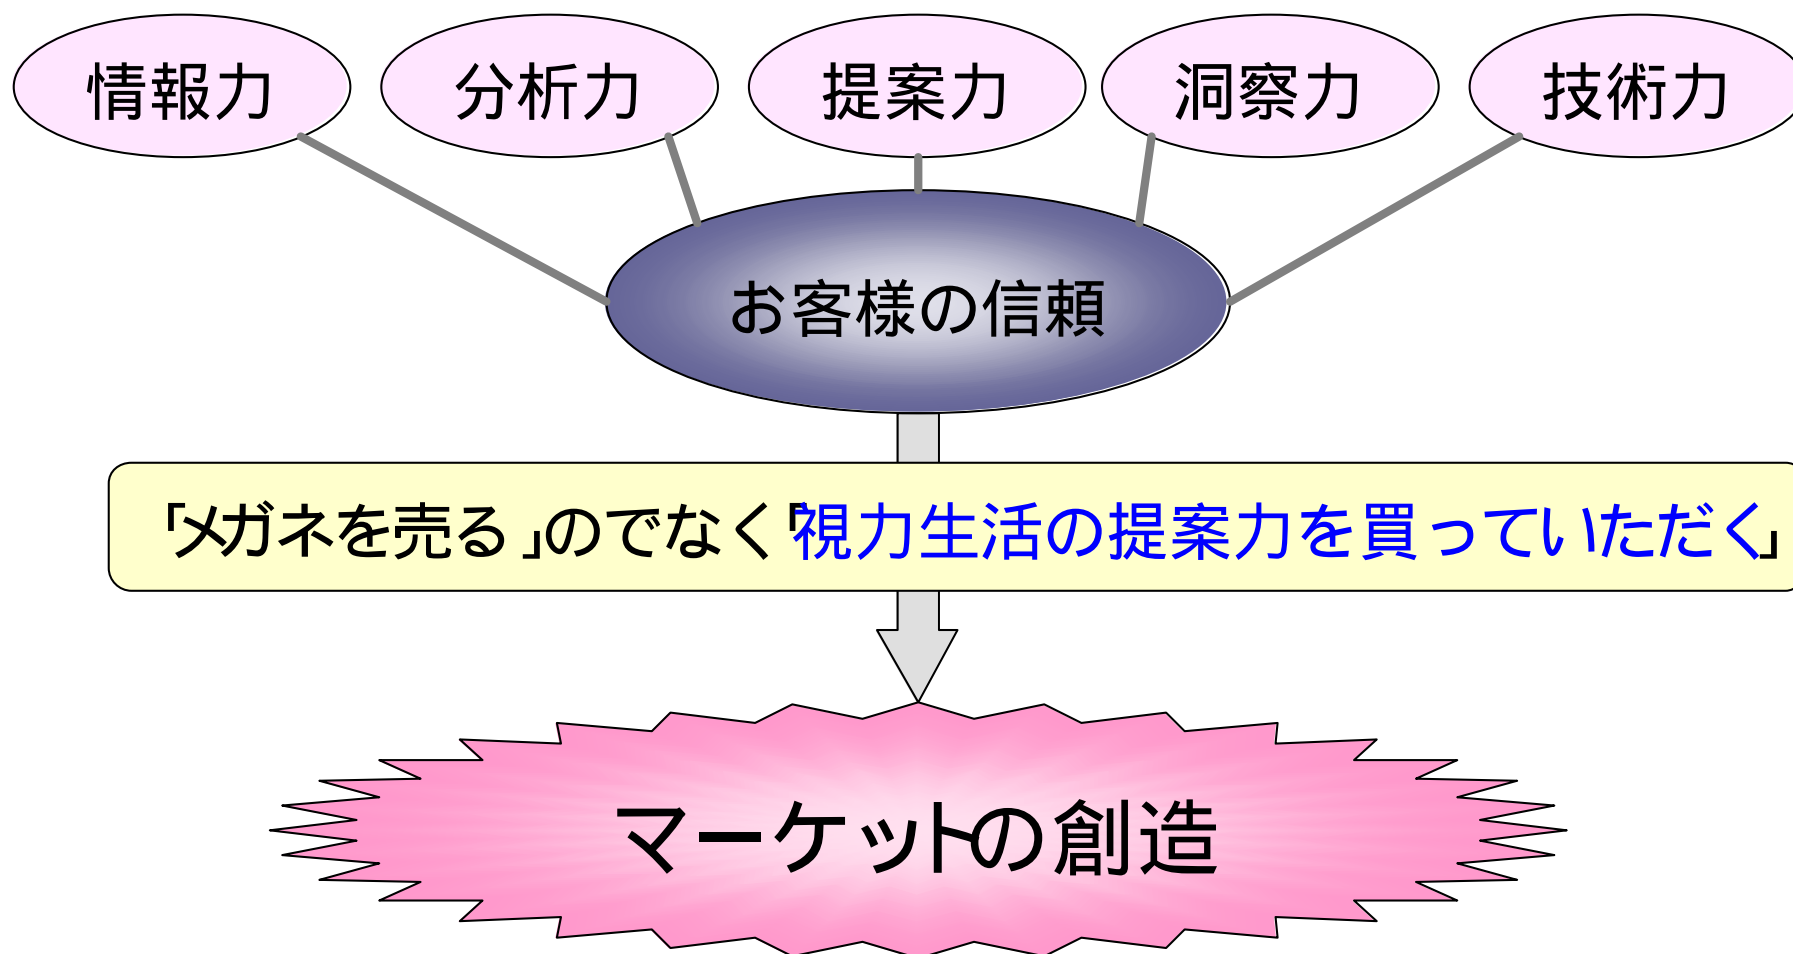 情報力
分析力
提案力
洞察力
技術力
お客様の信頼
「メガネを売る」のでなく「視力生活の提案力を買っていただく」
マーケットの創造